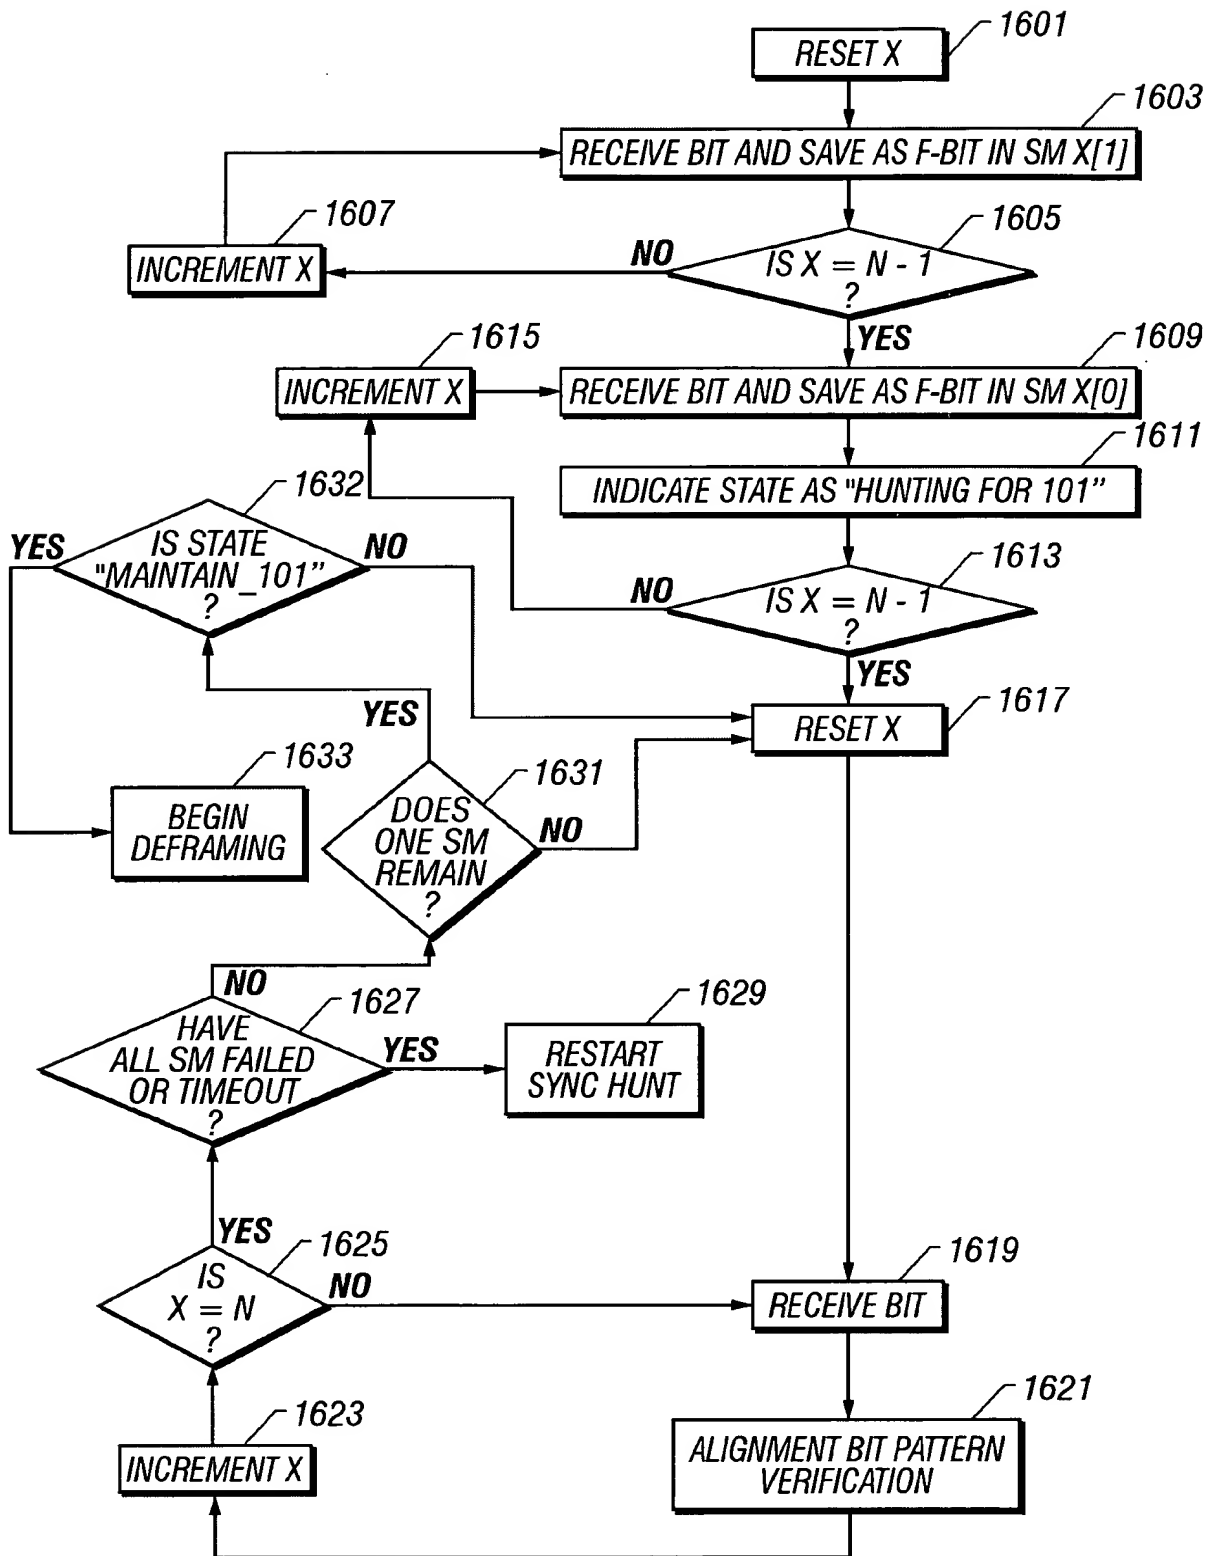 1601
RESET X
1603
RECEIVE BIT AND SAVE AS F-BIT IN SM X[1]
1607
INCREMENT X
1605
NO
IS X = N - 1
?
YES
1615
INCREMENT X
1609
RECEIVE BIT AND SAVE AS F-BIT IN SM X[0]
1611
INDICATE STATE AS "HUNTING FOR 101"
1632
YES
IS STATE
"MAINTAIN_101"
?
NO
1613
NO
IS X = N - 1
?
YES
1617
RESET X
YES
1633
BEGIN
DEFRAMING
1631
DOES
ONE SM
REMAIN
?
NO
NO
1627
HAVE
ALL SM FAILED
OR TIMEOUT
?
YES
1629
RESTART
SYNC HUNT
YES
1625
IS
X = N
?
NO
1619
RECEIVE BIT
1623
INCREMENT X
1621
ALIGNMENT BIT PATTERN
VERIFICATION